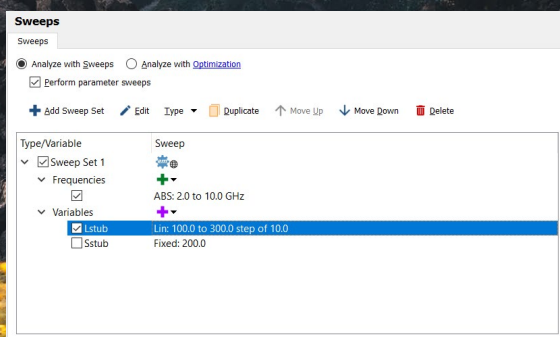 Sweeps
Sweeps
Analyze with Sweeps Analyze with Optimization
Perform parameter sweeps
Add Sweep Set Edit Type Duplicate Move Up Move Down Delete
Type/Variable Sweep
Sweep Set 1
Frequencies
ABS: 2.0 to 10.0 GHz
Variables
Lstub Lin: 100.0 to 300.0 step of 10.0
Sstub Fixed: 200.0